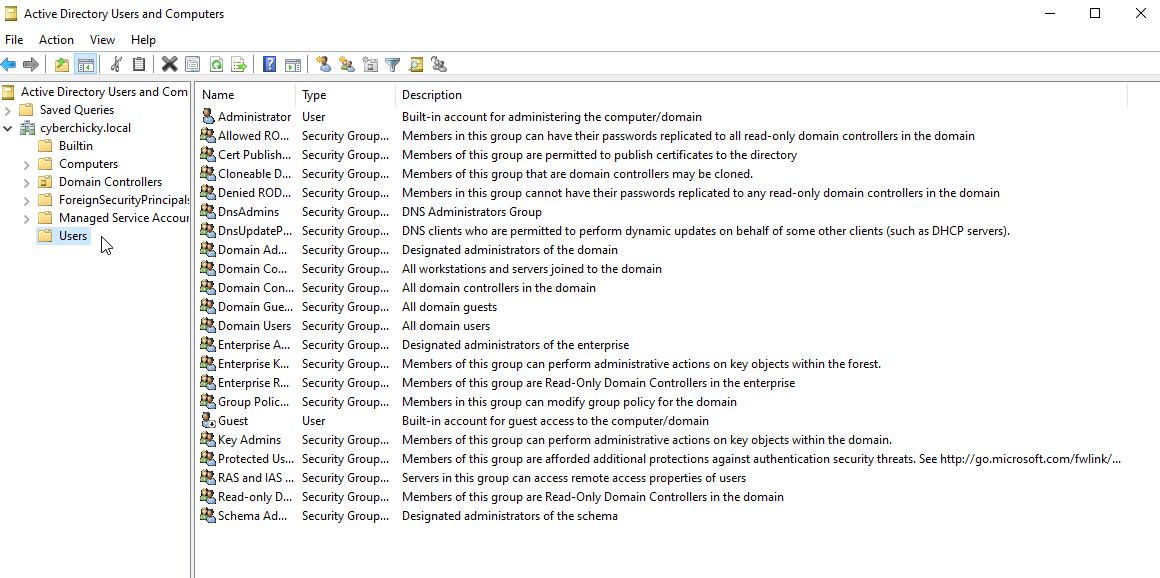 Active Directory Users and Computers
File Action View Help
Active Directory Users and Com
Saved Queries
cyberchicky.local
Builtin
Computers
Domain Controllers
ForeignSecurityPrincipals
Managed Service Accour
Users
Name Type Description
Administrator User Built-in account for administering the computer/domain
Allowed RO... Security Group... Members in this group can have their passwords replicated to all read-only domain controllers in the domain
Cert Publish... Security Group... Members of this group are permitted to publish certificates to the directory
Cloneable D... Security Group... Members of this group that are domain controllers may be cloned.
Denied ROD... Security Group... Members in this group cannot have their passwords replicated to any read-only domain controllers in the domain
DnsAdmins Security Group... DNS Administrators Group
DnsUpdateP... Security Group... DNS clients who are permitted to perform dynamic updates on behalf of some other clients (such as DHCP servers).
Domain Ad... Security Group... Designated administrators of the domain
Domain Co... Security Group... All workstations and servers joined to the domain
Domain Con... Security Group... All domain controllers in the domain
Domain Gue... Security Group... All domain guests
Domain Users Security Group... All domain users
Enterprise A... Security Group... Designated administrators of the enterprise
Enterprise K... Security Group... Members of this group can perform administrative actions on key objects within the forest.
Enterprise R... Security Group... Members of this group are Read-Only Domain Controllers in the enterprise
Group Polic... Security Group... Members in this group can modify group policy for the domain
Guest User Built-in account for guest access to the computer/domain
Key Admins Security Group... Members of this group can perform administrative actions on key objects within the domain.
Protected Us... Security Group... Members of this group are afforded additional protections against authentication security threats. See http://go.microsoft.com/fwlink/...
RAS and IAS ... Security Group... Servers in this group can access remote access properties of users
Read-only D... Security Group... Members of this group are Read-Only Domain Controllers in the domain
Schema Ad... Security Group... Designated administrators of the schema